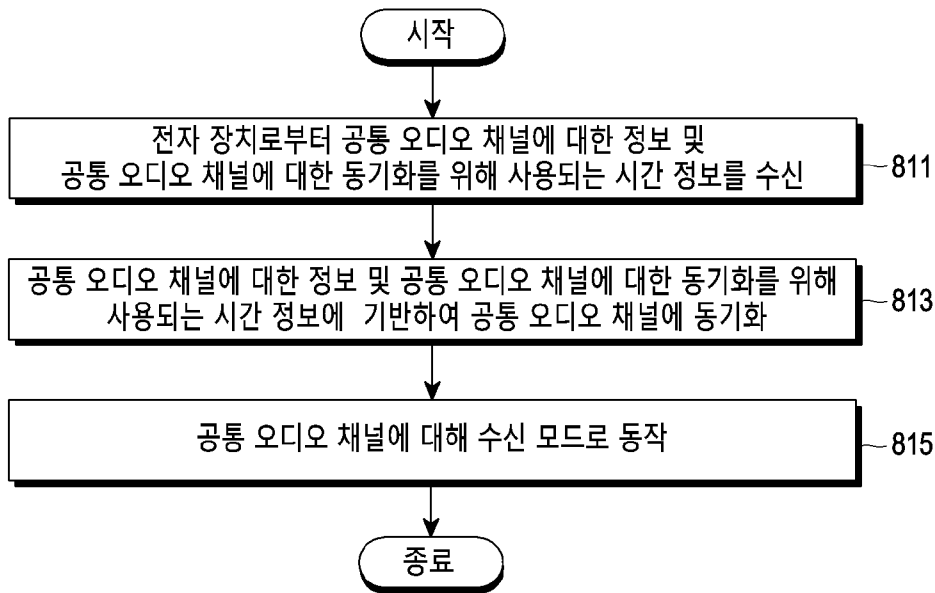 시작
전자 장치로부터 공통 오디오 채널에 대한 정보 및
공통 오디오 채널에 대한 동기화를 위해 사용되는 시간 정보를 수신
811
공통 오디오 채널에 대한 정보 및 공통 오디오 채널에 대한 동기화를 위해
사용되는 시간 정보에 기반하여 공통 오디오 채널에 동기화
813
공통 오디오 채널에 대해 수신 모드로 동작
815
종료